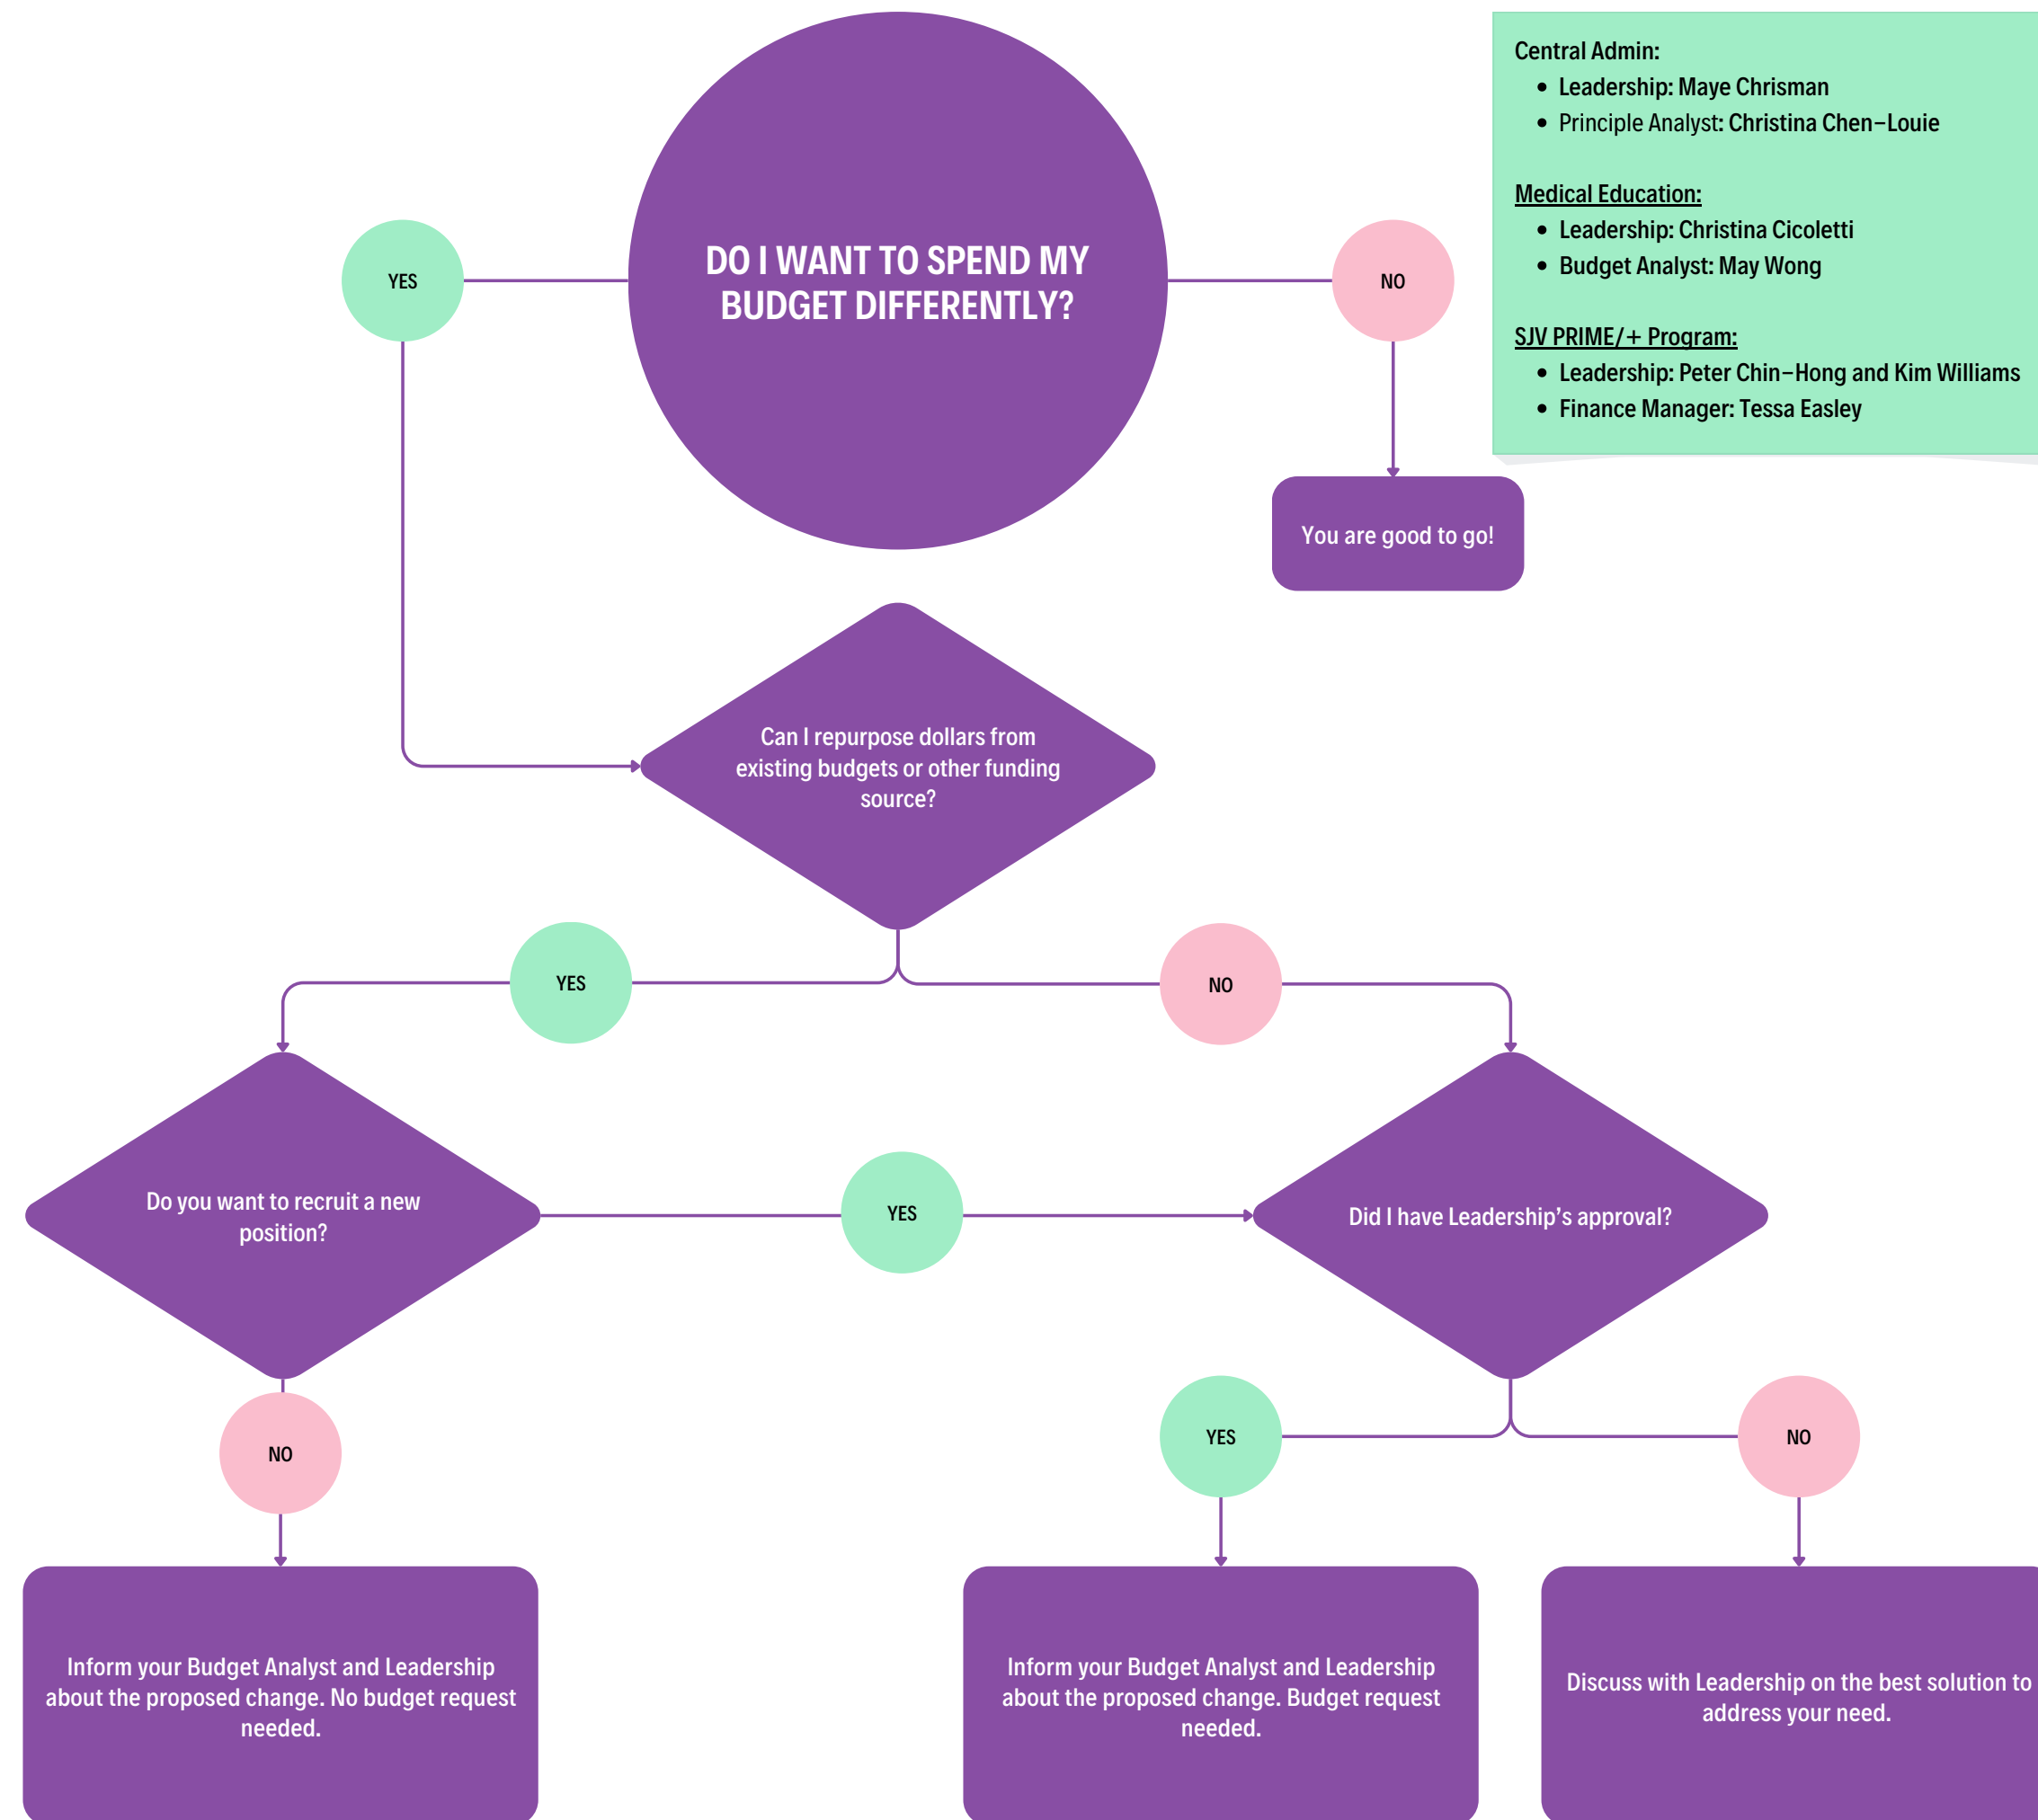 Central Admin:
• Leadership: Maye Chrisman
• Principle Analyst: Christina Chen-Louie
Medical Education:
• Leadership: Christina Cicoletti
• Budget Analyst: May Wong
SJV PRIME/+ Program:
• Leadership: Peter Chin-Hong and Kim Williams
• Finance Manager: Tessa Easley
DO I WANT TO SPEND MY
BUDGET DIFFERENTLY?
YES
NO
You are good to go!
Can I repurpose dollars from
existing budgets or other funding
source?
YES
NO
Do you want to recruit a new
position?
YES
Did I have Leadership’s approval?
NO
YES
NO
Inform your Budget Analyst and Leadership
about the proposed change. No budget request
needed.
Inform your Budget Analyst and Leadership
about the proposed change. Budget request
needed.
Discuss with Leadership on the best solution to
address your need.